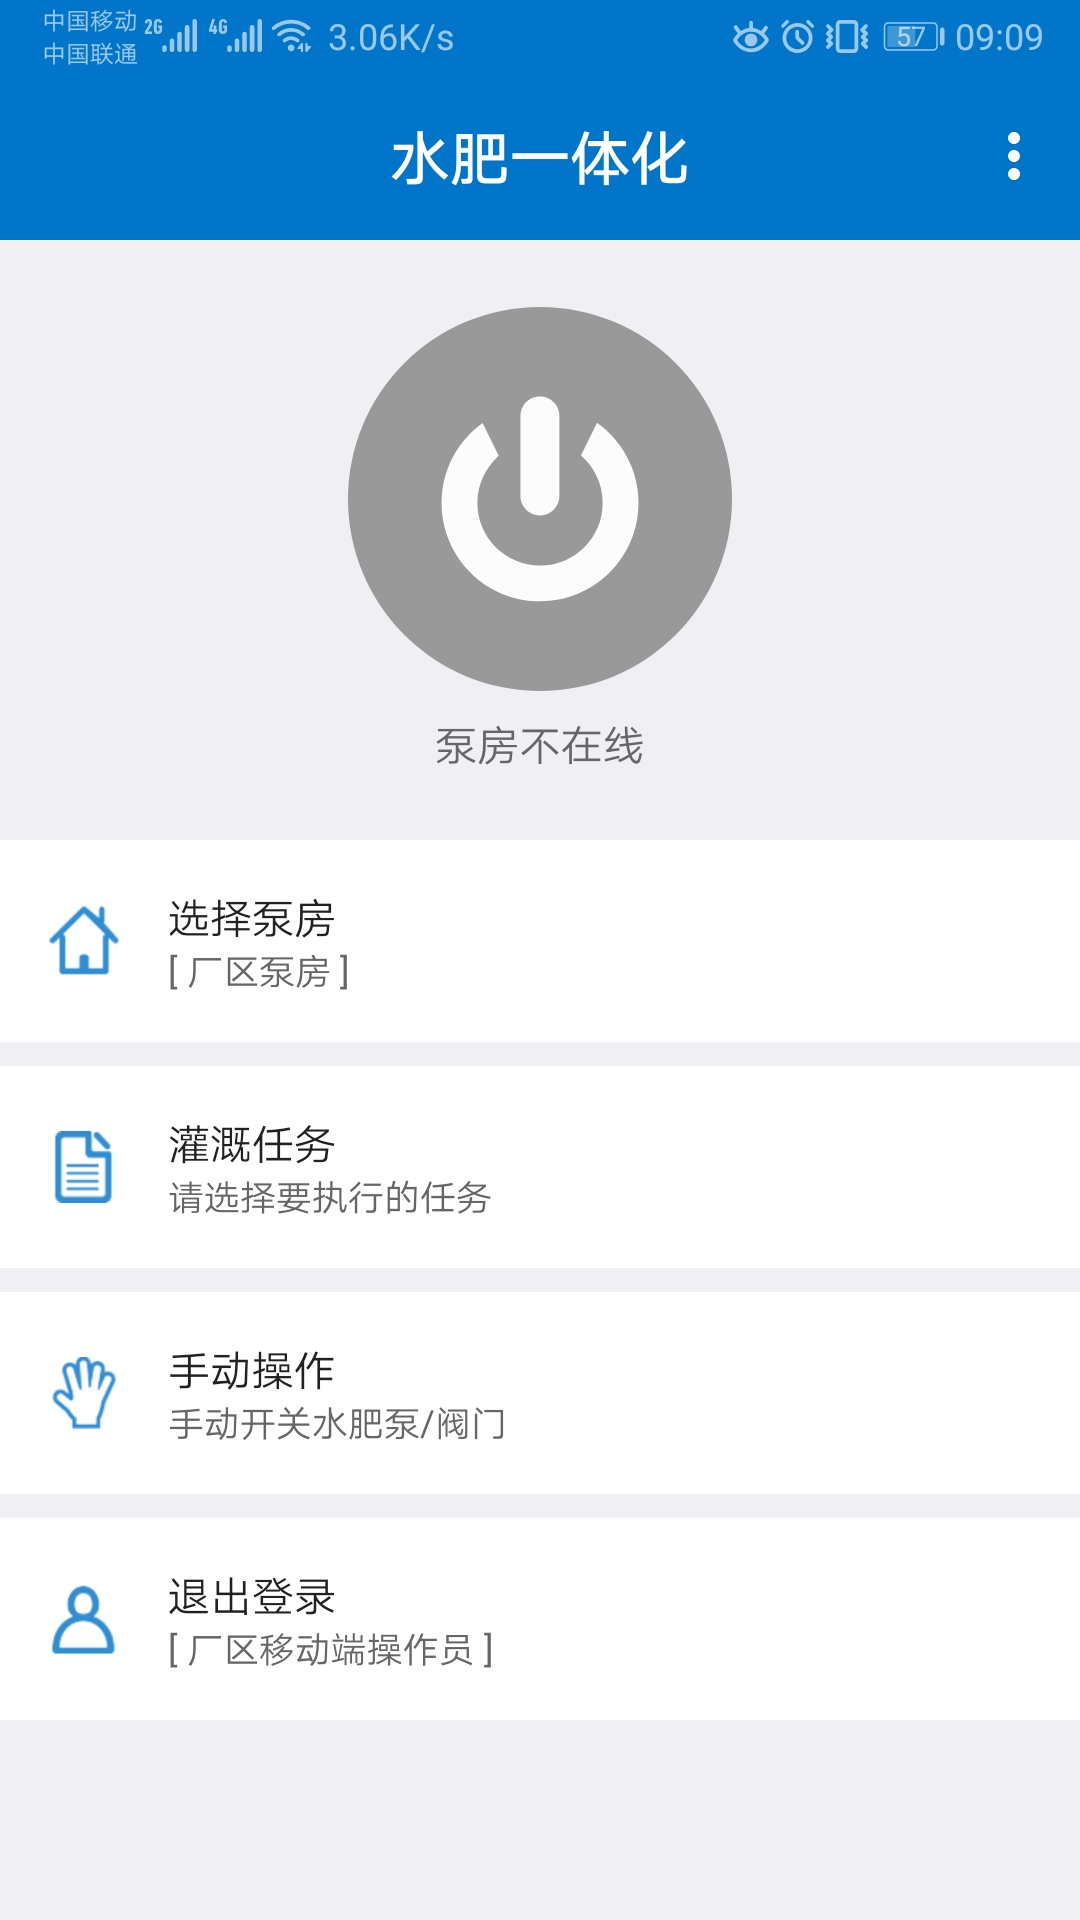 中国移动 2G 4G 3.06K/s 57 09:09
中国联通
水肥一体化
泵房不在线
选择泵房
[ 厂区泵房 ]
灌溉任务
请选择要执行的任务
手动操作
手动开关水肥泵/阀门
退出登录
[ 厂区移动端操作员 ]